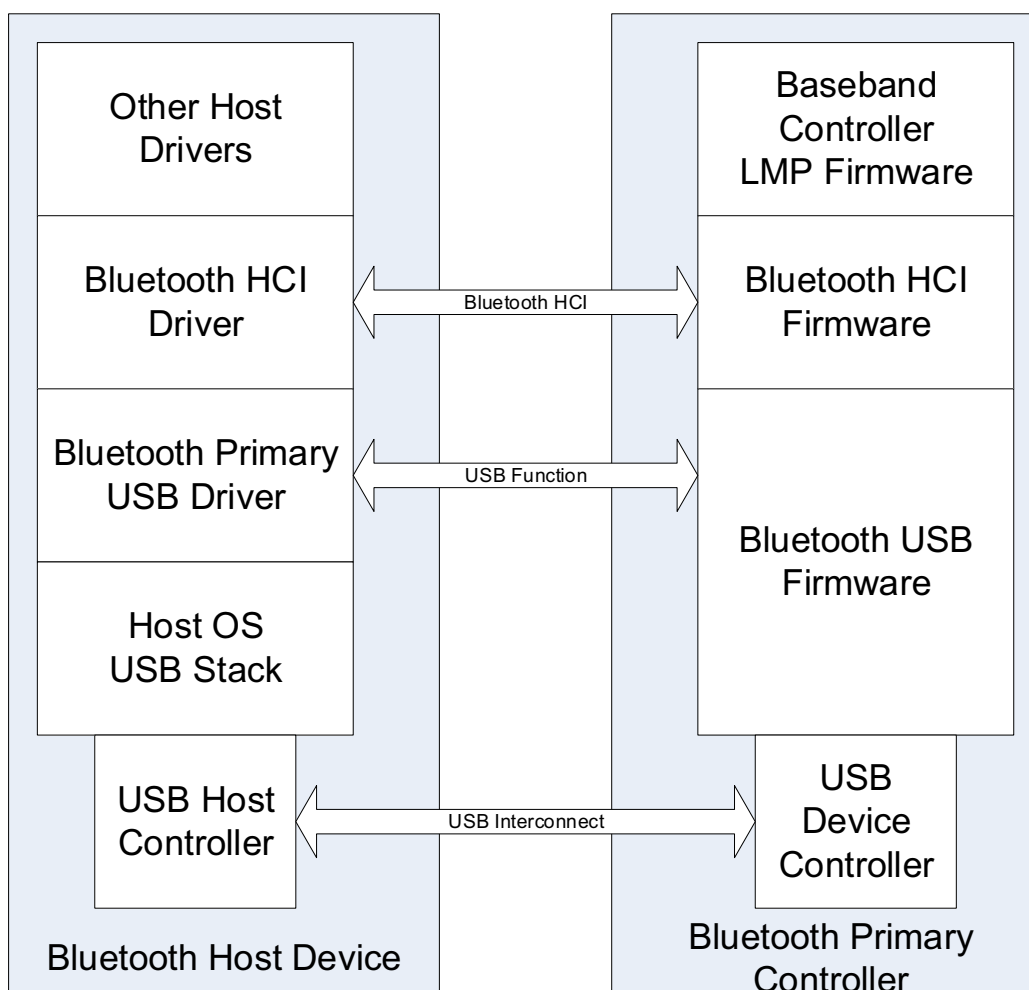 Other Host
Drivers
Bluetooth HCI
Driver
Bluetooth Primary
USB Driver
Host OS
USB Stack
USB Host
Controller
Bluetooth Host Device
Bluetooth HCI
USB Function
USB Interconnect
Baseband
Controller
LMP Firmware
Bluetooth HCI
Firmware
Bluetooth USB
Firmware
USB
Device
Controller
Bluetooth Primary
Controller